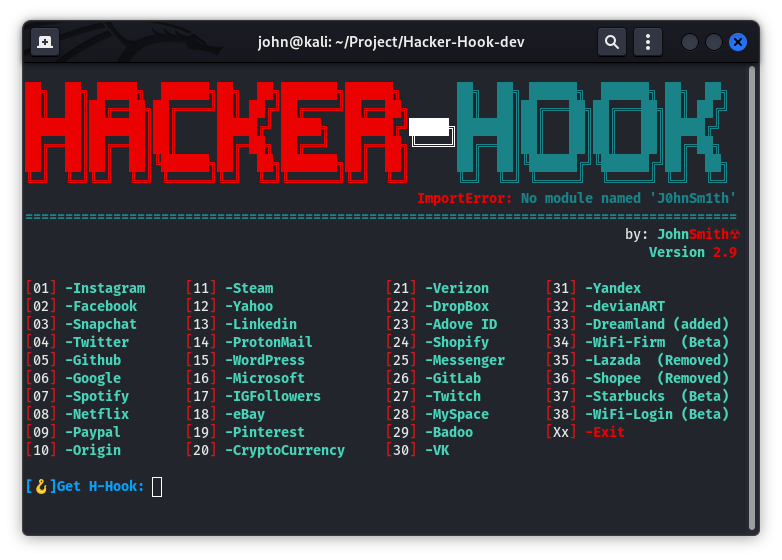 john@kali: ~/Project/Hacker-Hook-dev
HACKER-HOOK
ImportError: No module named 'J0hnSm1th'
=========================================================================================
by: JohnSmith☣
Version 2.9
[01] -Instagram [11] -Steam [21] -Verizon [31] -Yandex
[02] -Facebook [12] -Yahoo [22] -DropBox [32] -devianART
[03] -Snapchat [13] -Linkedin [23] -Adove ID [33] -Dreamland (added)
[04] -Twitter [14] -ProtonMail [24] -Shopify [34] -WiFi-Firm (Beta)
[05] -Github [15] -WordPress [25] -Messenger [35] -Lazada (Removed)
[06] -Google [16] -Microsoft [26] -GitLab [36] -Shopee (Removed)
[07] -Spotify [17] -IGFollowers [27] -Twitch [37] -Starbucks (Beta)
[08] -Netflix [18] -eBay [28] -MySpace [38] -WiFi-Login (Beta)
[09] -Paypal [19] -Pinterest [29] -Badoo [Xx] -Exit
[10] -Origin [20] -CryptoCurrency [30] -VK
[🪝]Get H-Hook: